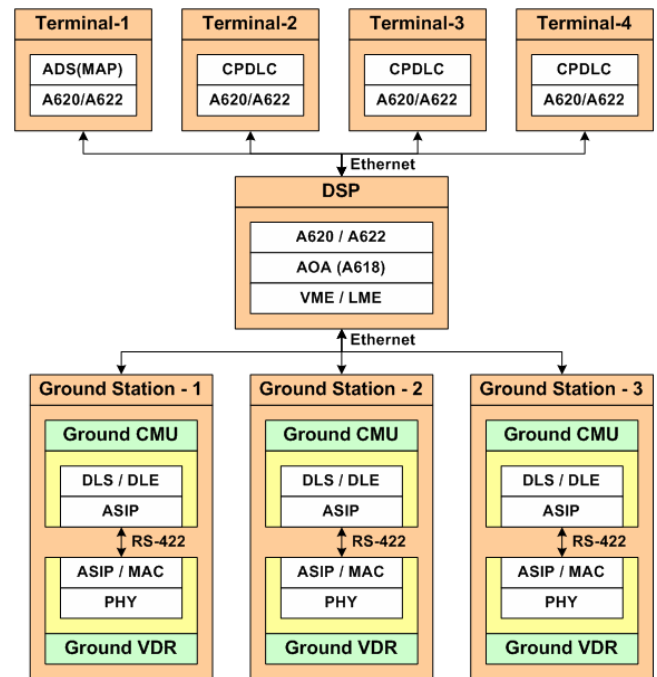 Terminal-1
ADS(MAP)
A620/A622
Terminal-2
CPDLC
A620/A622
Terminal-3
CPDLC
A620/A622
Terminal-4
CPDLC
A620/A622
Ethernet
DSP
A620 / A622
AOA (A618)
VME / LME
Ethernet
Ground Station - 1
Ground CMU
DLS / DLE
ASIP
RS-422
ASIP / MAC
PHY
Ground VDR
Ground Station - 2
Ground CMU
DLS / DLE
ASIP
RS-422
ASIP / MAC
PHY
Ground VDR
Ground Station - 3
Ground CMU
DLS / DLE
ASIP
RS-422
ASIP / MAC
PHY
Ground VDR